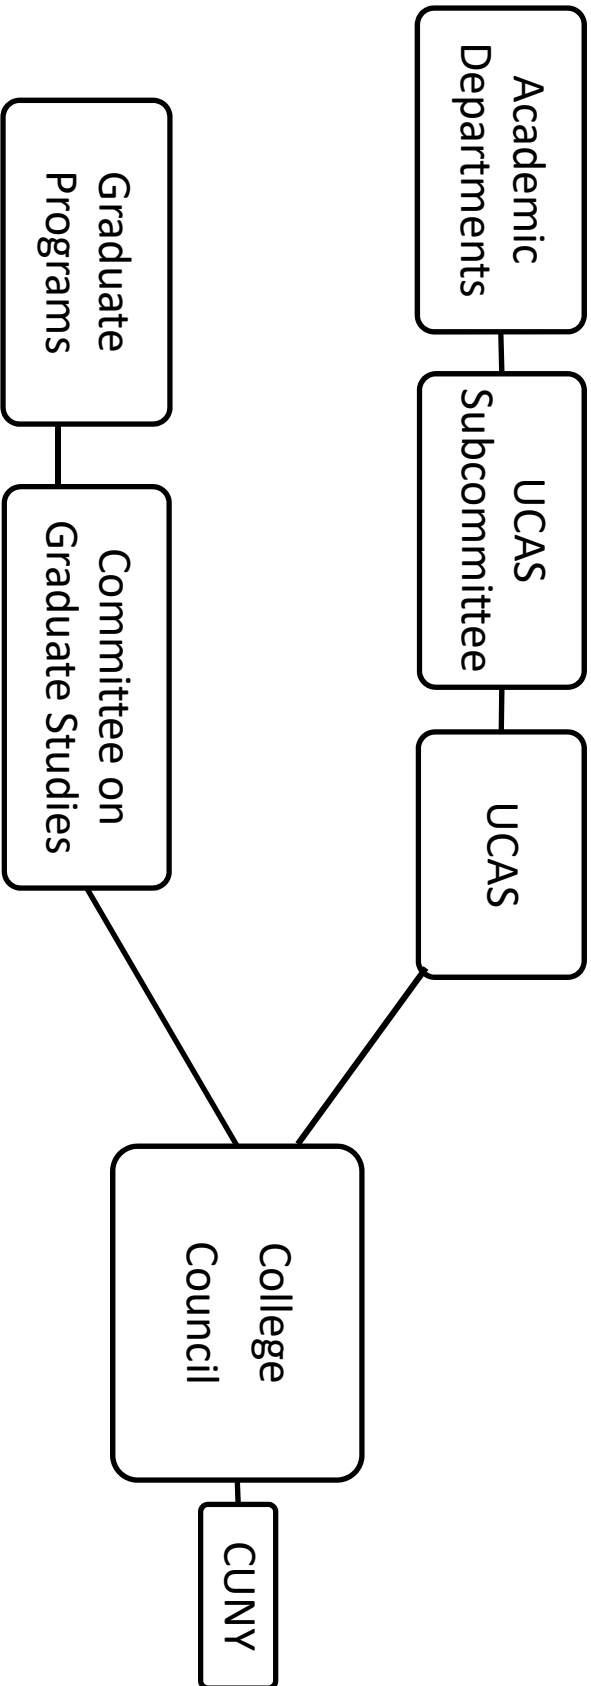 Academic
Departments
UCAS
Subcommittee
UCAS
Graduate
Programs
Committee on
Graduate Studies
College
Council
CUNY